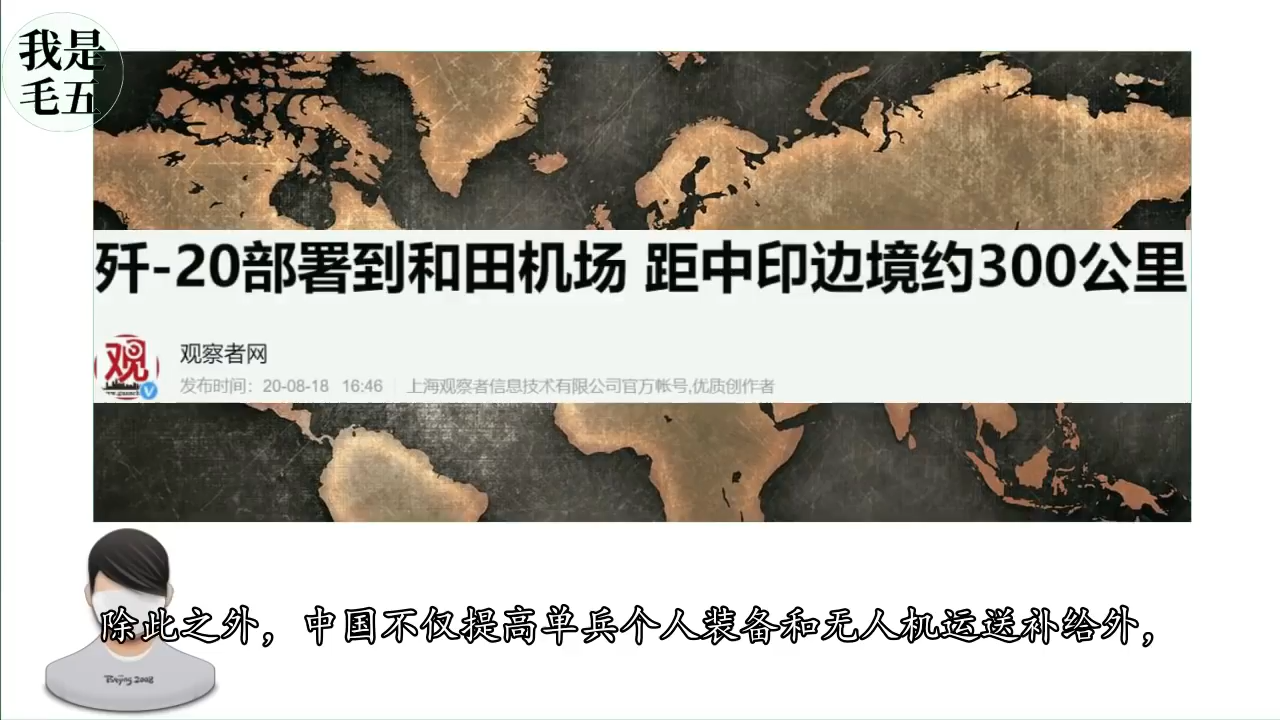 我是
毛五
歼-20部署到和田机场 距中印边境约300公里
观
观察者网
发布时间：20-08-18 16:46 上海观察者信息技术有限公司官方帐号,优质创作者
除此之外，中国不仅提高单兵个人装备和无人机运送补给外，
Beijing 2008